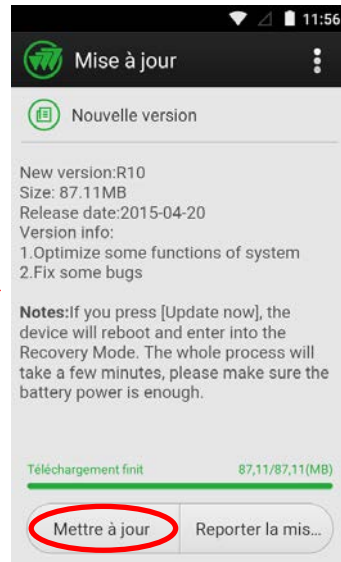 11:56
Mise à jour
Nouvelle version
New version:R10
Size: 87.11MB
Release date:2015-04-20
Version info:
1.Optimize some functions of system
2.Fix some bugs
Notes:If you press [Update now], the
device will reboot and enter into the
Recovery Mode. The whole process will
take a few minutes, please make sure the
battery power is enough.
Téléchargement finit 87,11/87,11(MB)
Mettre à jour Reporter la mis...